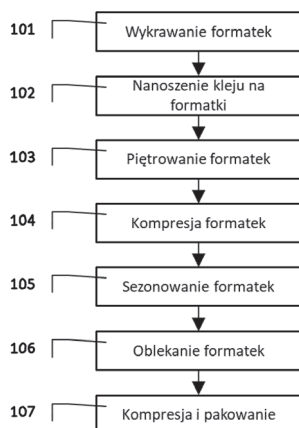 101 Wykrawanie formatek
102 Nanoszenie kleju na
formatki
103 Piętrowanie formatek
104 Kompresja formatek
105 Sezonowanie formatek
106 Oblekanie formatek
107 Kompresja i pakowanie